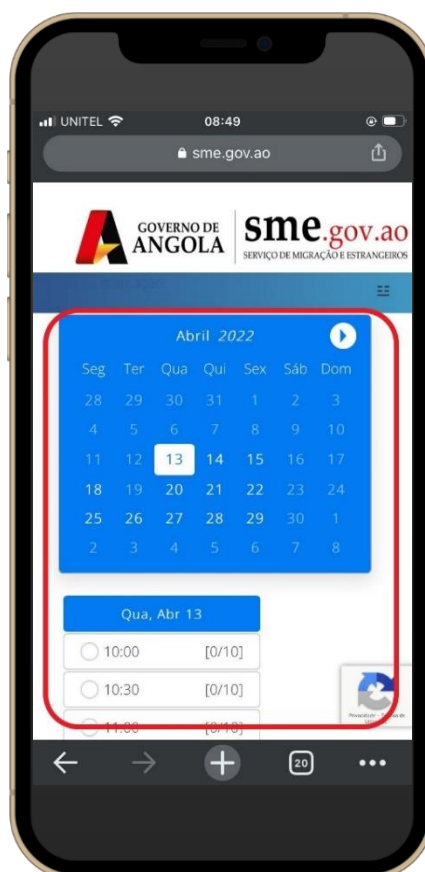 UNITEL 08:49
sme.gov.ao
GOVERNO DE
ANGOLA
sme.gov.ao
SERVIÇO DE MIGRAÇÃO E ESTRANGEIROS
Abril 2022
Seg Ter Qua Qui Sex Sáb Dom
28 29 30 31 1 2 3
4 5 6 7 8 9 10
11 12 13 14 15 16 17
18 19 20 21 22 23 24
25 26 27 28 29 30 1
2 3 4 5 6 7 8
Qua, Abr 13
10:00 [0/10]
10:30 [0/10]
11:00 [0/10]
20